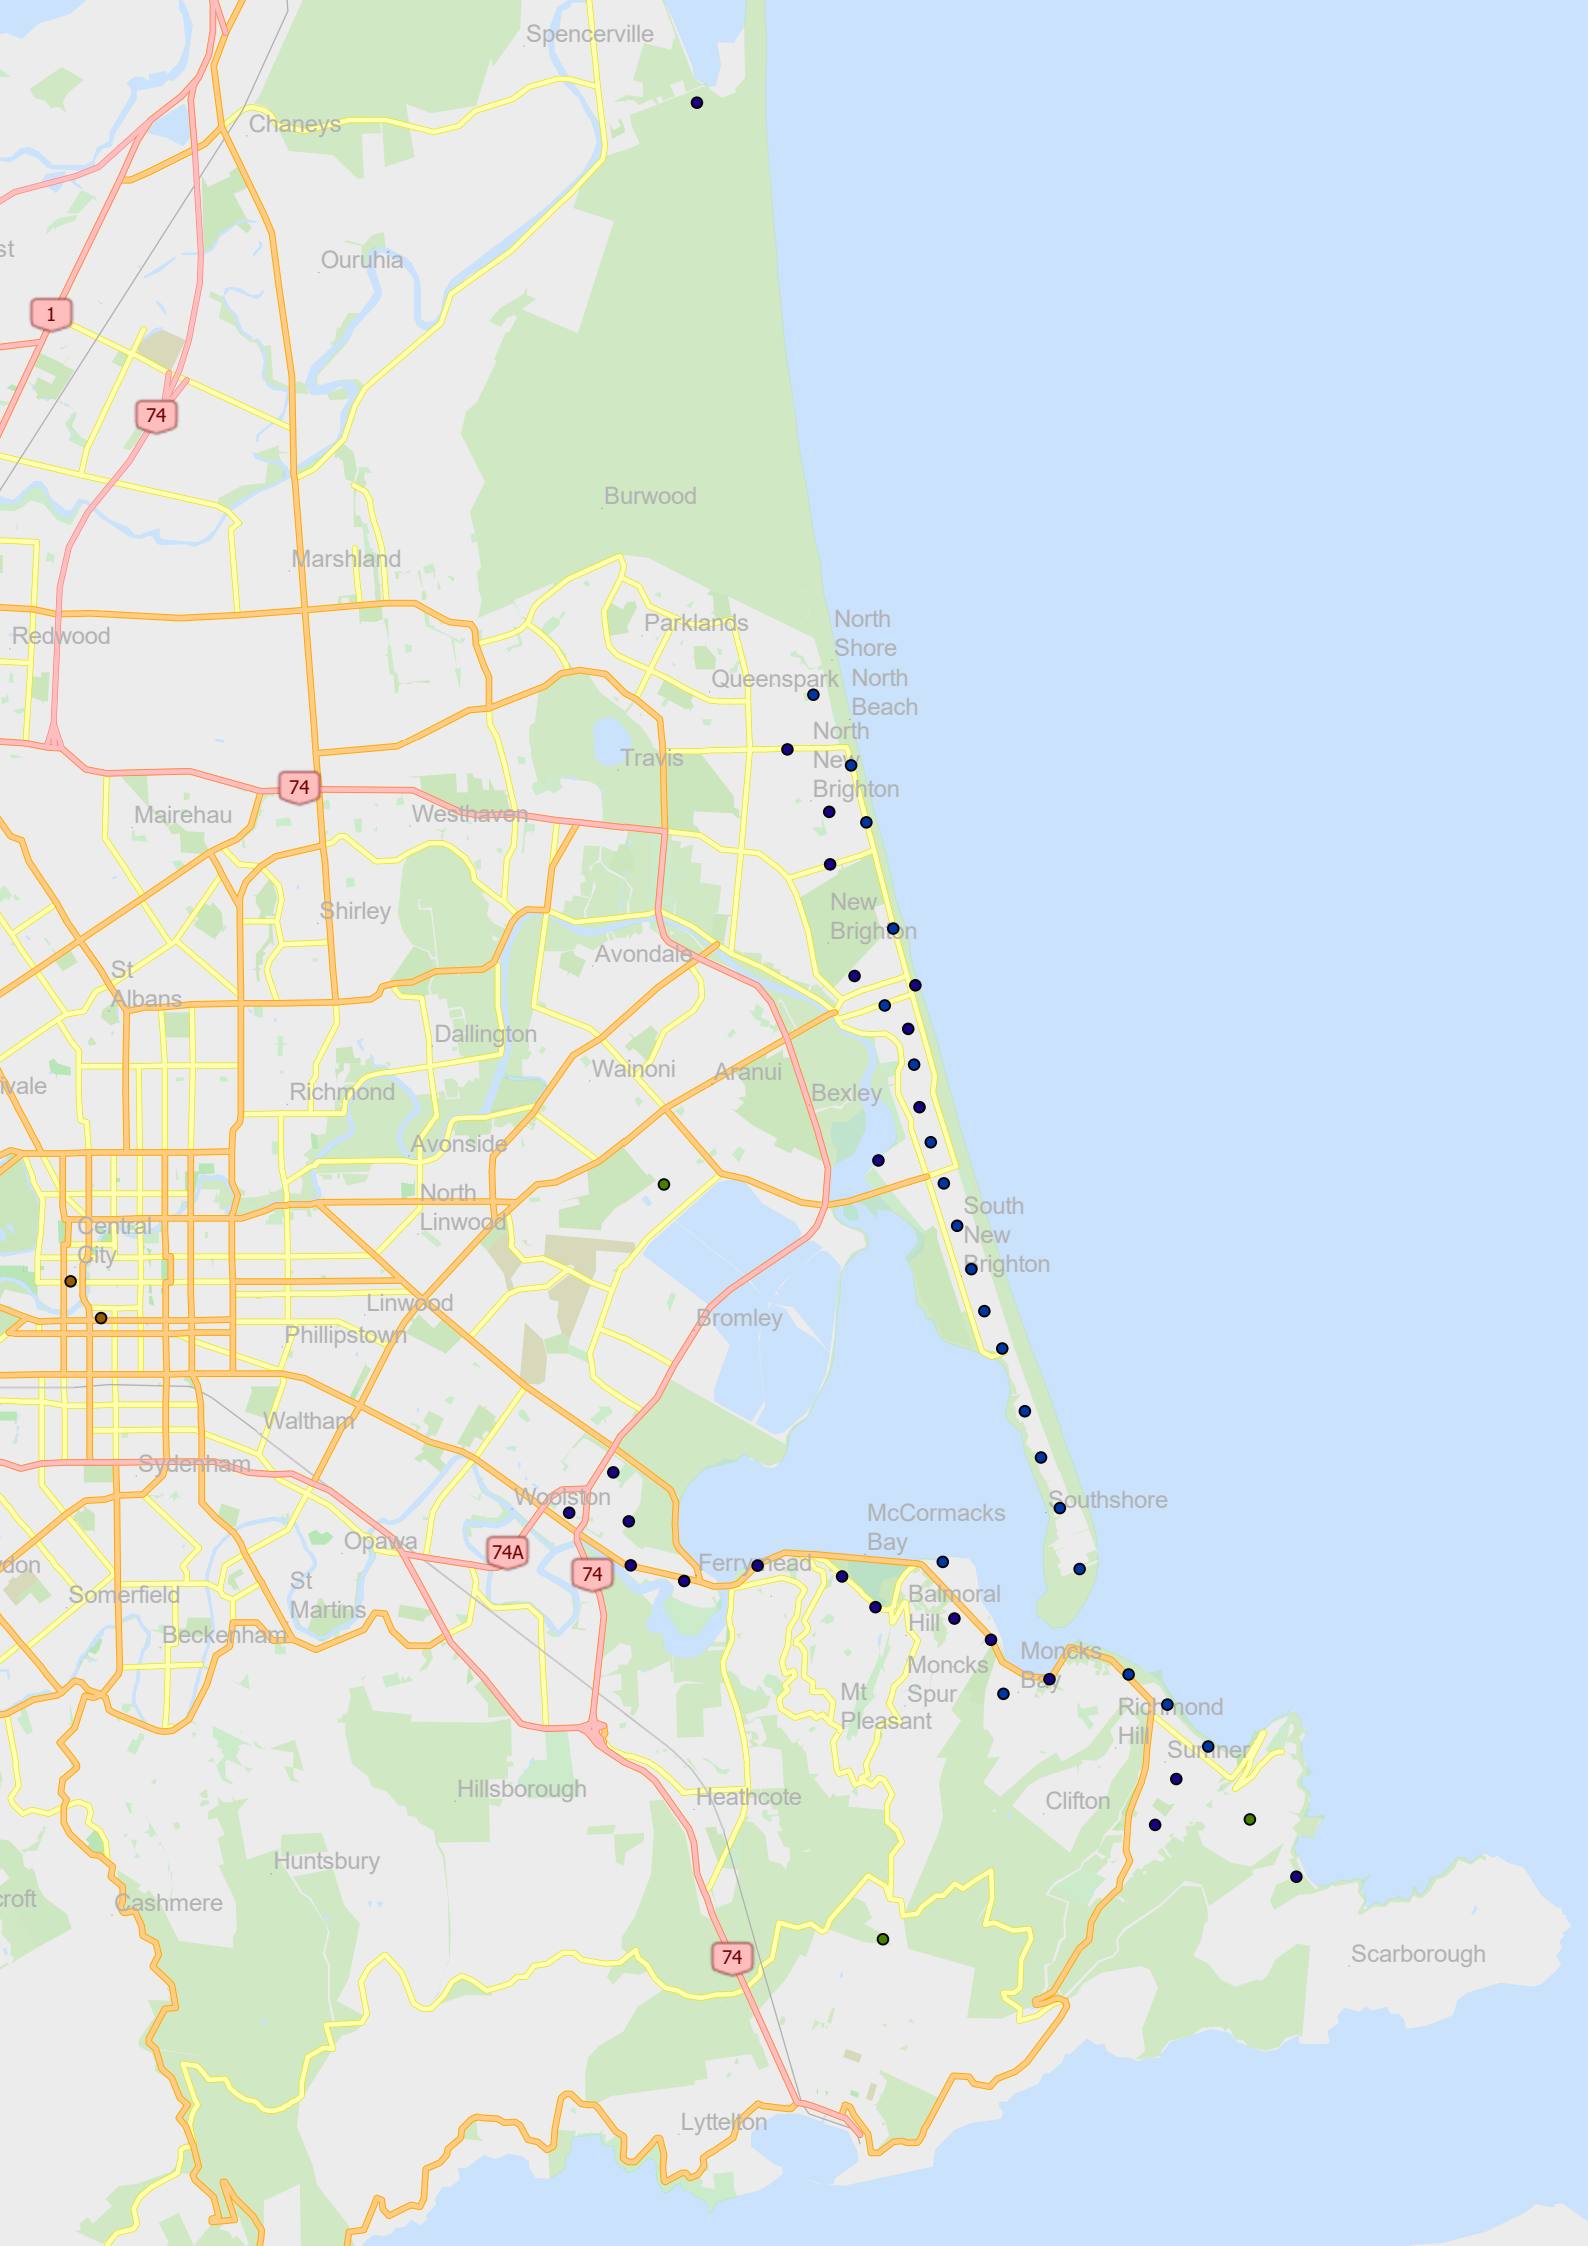 Spencerville
Chaneys
st
Ouruhia
1
74
Burwood
Marshland
North
Shore
Redwood
Parklands
Queenspark
North
Beach
North
New
Brighton
Travis
74
Mairehau
Westhaven
New
Brighton
Shirley
Avondale
St
Albans
Dallington
Wainoni
Aranui
ivale
Richmond
Bexley
Avonside
North
Linwood
South
New
Brighton
Central
City
Linwood
Bromley
Phillipstown
Waltham
Sydenham
Woolston
Southshore
McCormacks
Bay
Opawa
74A
74
Ferrymead
don
Somerfield
St
Martins
Balmoral
Hill
Beckenham
Moncks
Bay
Moncks
Spur
Mt
Pleasant
Richmond
Hill
Sumner
Hillsborough
Heathcote
Clifton
Huntsbury
croft
Cashmere
74
Scarborough
Lyttelton